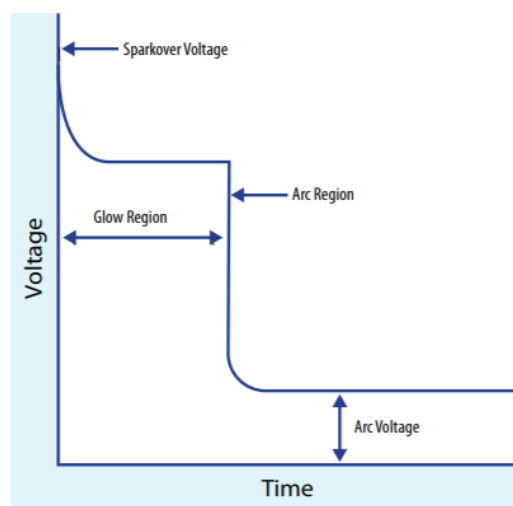 Sparkover Voltage
Arc Region
Glow Region
Voltage
Arc Voltage
Time